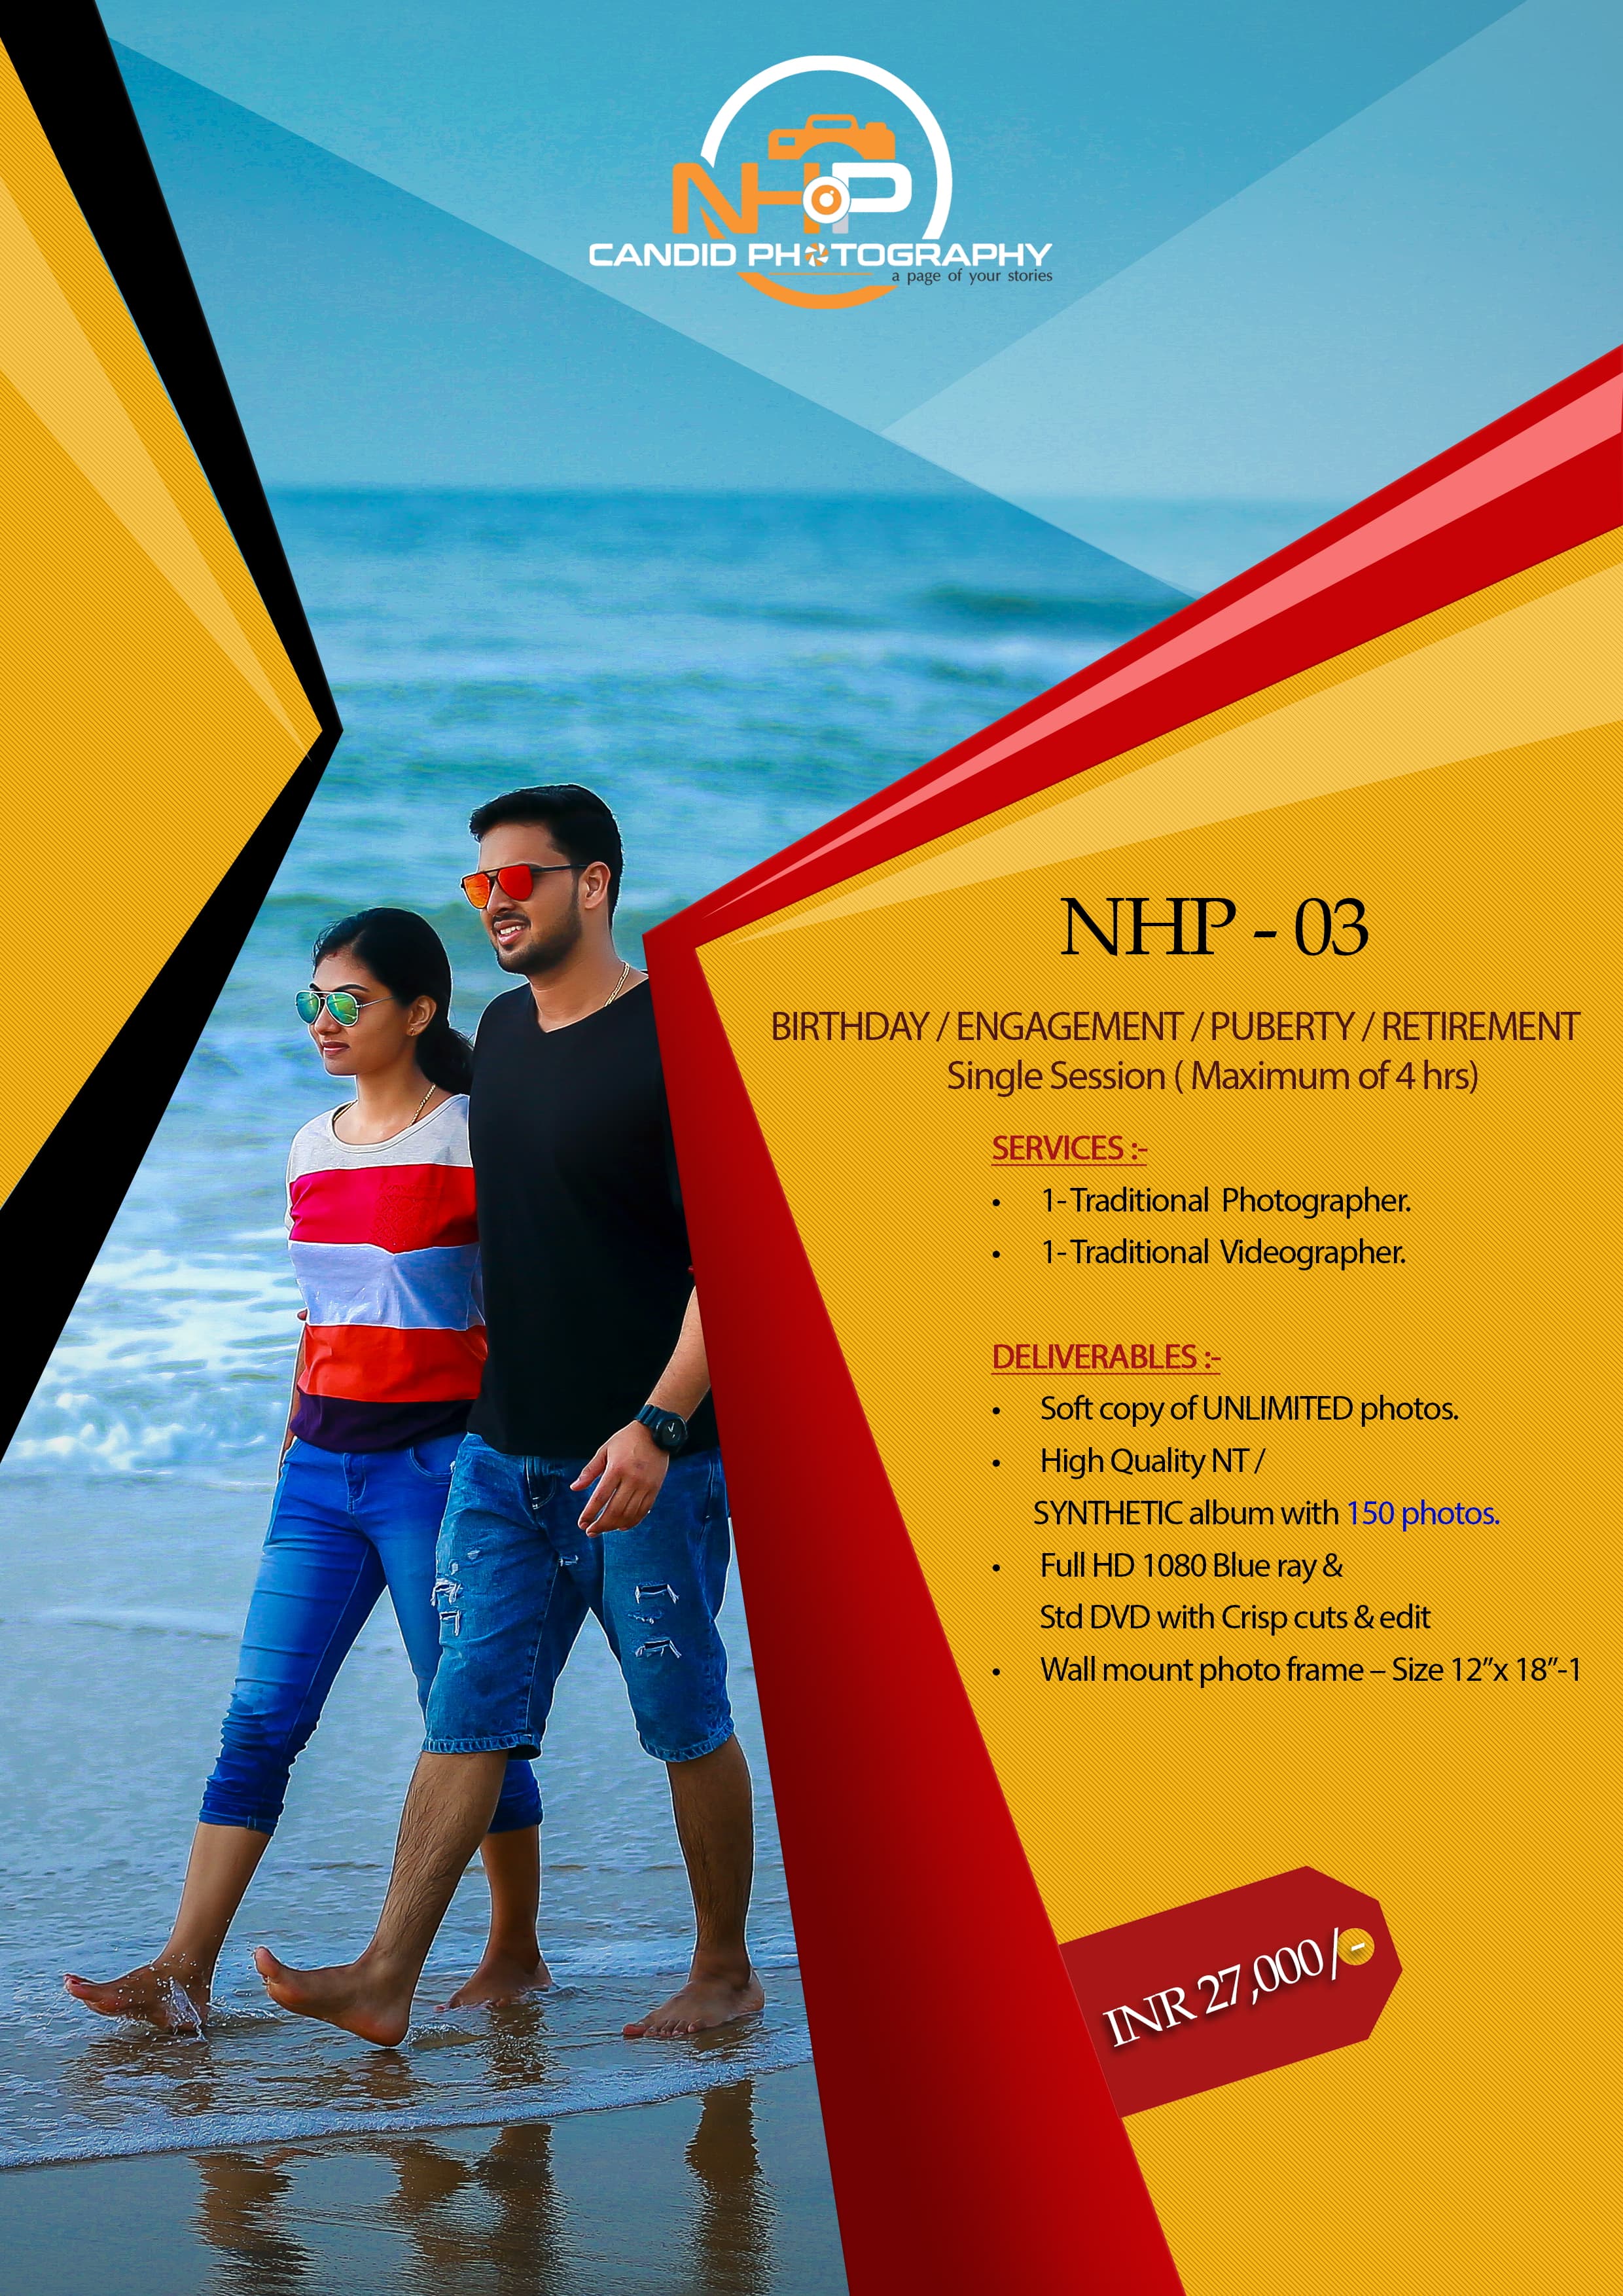 NHP
CANDID PHOTOGRAPHY
a page of your stories
NHP - 03
BIRTHDAY / ENGAGEMENT / PUBERTY / RETIREMENT
Single Session ( Maximum of 4 hrs)
SERVICES :-
• 1- Traditional Photographer.
• 1- Traditional Videographer.
DELIVERABLES :-
• Soft copy of UNLIMITED photos.
• High Quality NT /
SYNTHETIC album with 150 photos.
• Full HD 1080 Blue ray &
Std DVD with Crisp cuts & edit
• Wall mount photo frame – Size 12”x 18”-1
INR 27,000/-